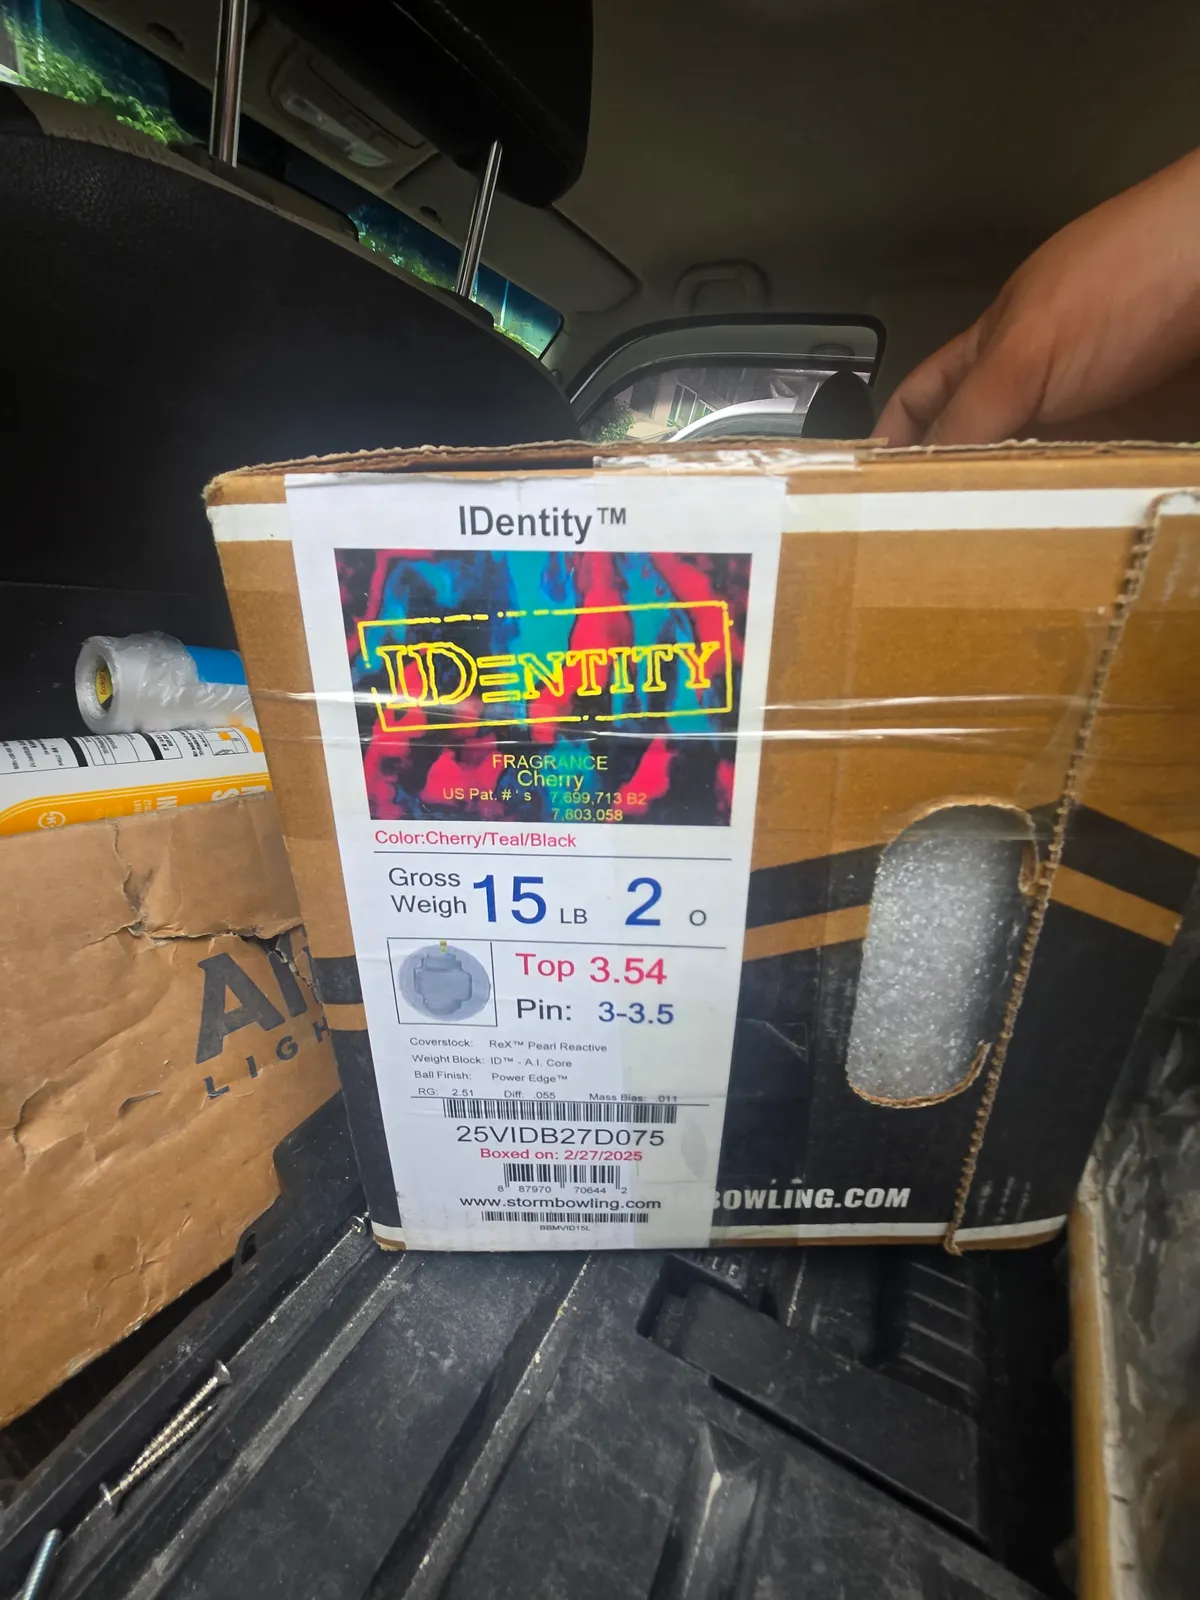 IDentity™
IDENTITY
FRAGRANCE
Cherry
US Pat. #'s 7,699,713 B2
7,803,058
Color:Cherry/Teal/Black
Gross
Weigh 15 LB 2 O
Top 3.54
Pin: 3-3.5
Coverstock: ReX™ Pearl Reactive
Weight Block: ID™ - A.I. Core
Ball Finish: Power Edge™
RG: 2.51 Diff: .055 Mass Bias: .011
25VIDB27D075
Boxed on: 2/27/2025
8 87970 70644 2
www.stormbowling.com
BBMVID15L
BOWLING.COM
LIGH